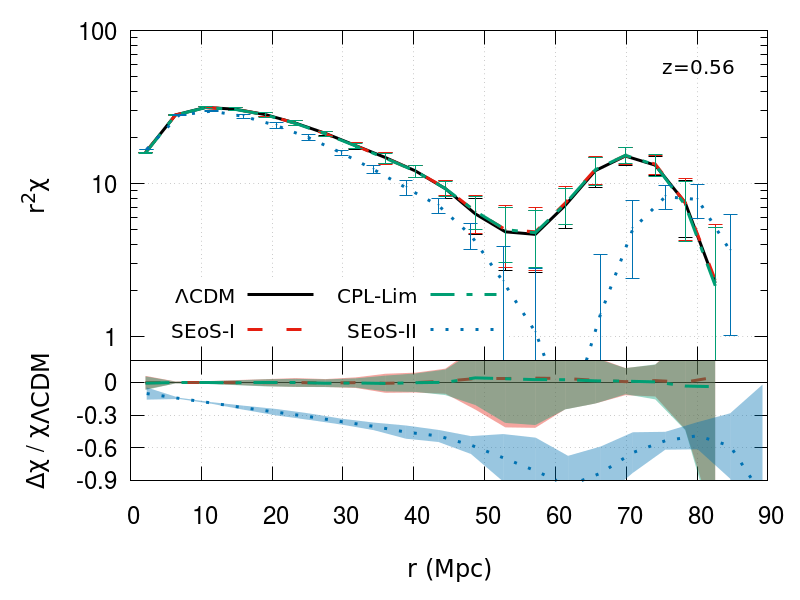 100
z=0.56
10
r²χ
ΛCDM
CPL-Lim
SEoS-I
SEoS-II
1
0
-0.3
-0.6
-0.9
Δχ / χΛCDM
0 10 20 30 40 50 60 70 80 90
r (Mpc)